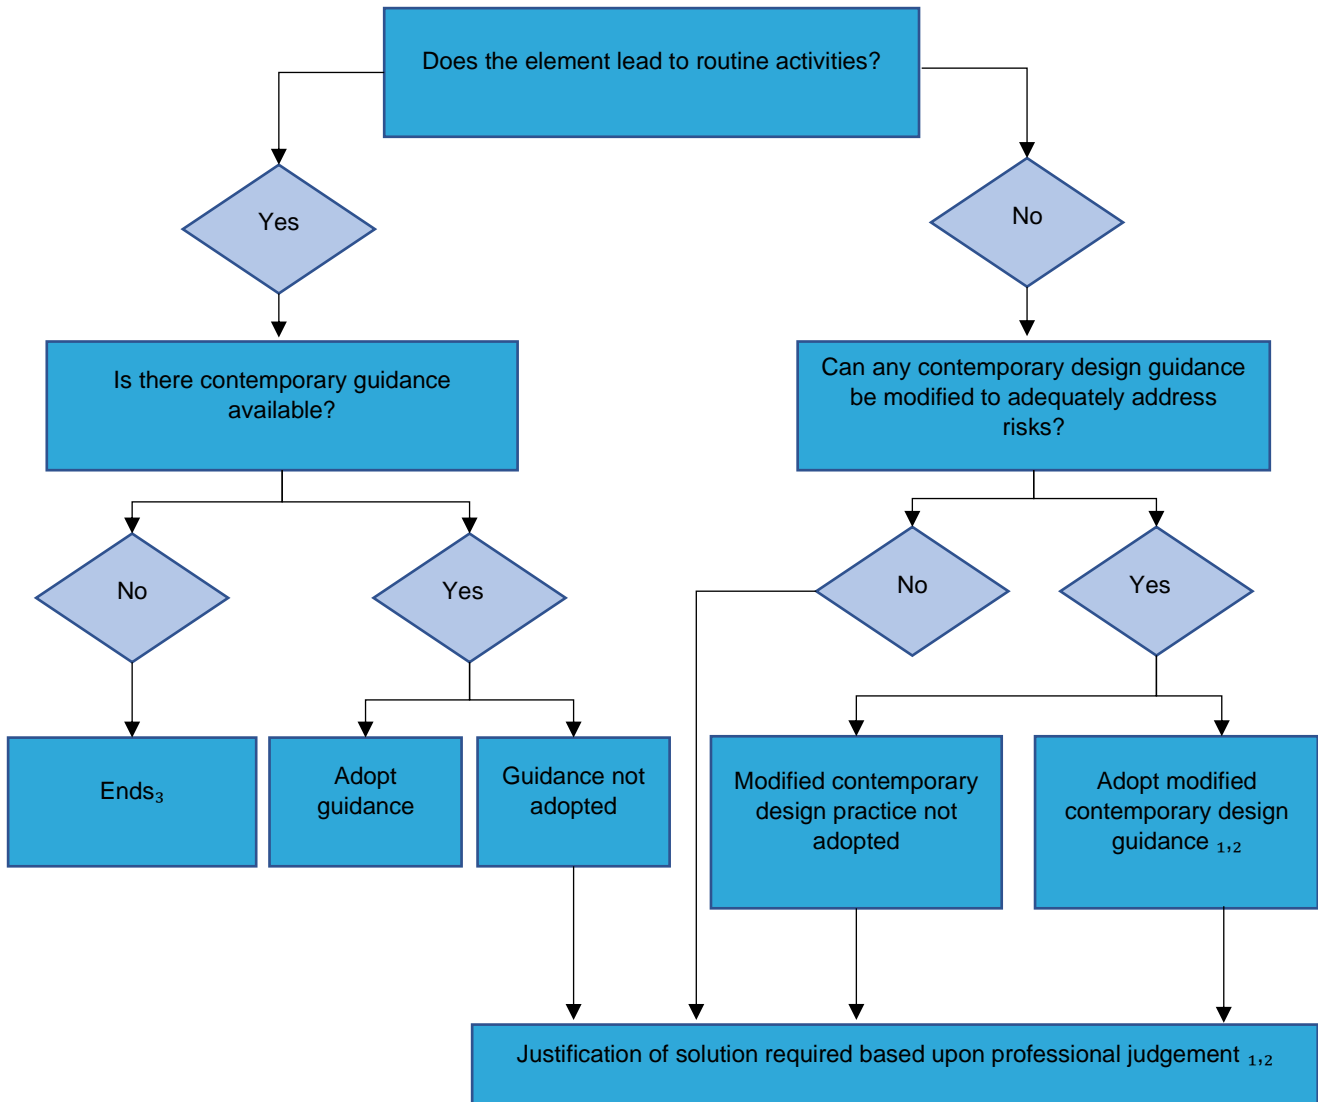 Does the element lead to routine activities?
Yes
No
Is there contemporary guidance
available?
Can any contemporary design guidance
be modified to adequately address
risks?
No
Yes
No
Yes
Ends₃
Adopt
guidance
Guidance not
adopted
Modified contemporary
design practice not
adopted
Adopt modified
contemporary design
guidance ₁,₂
Justification of solution required based upon professional judgement ₁,₂